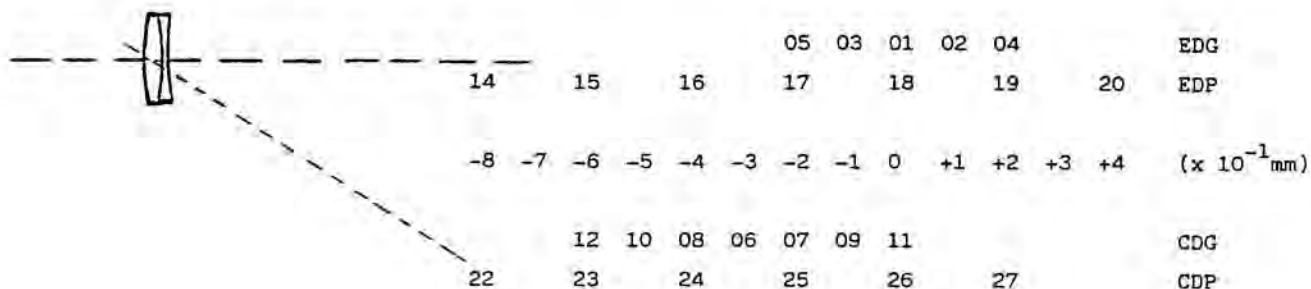 05 03 01 02 04 EDG
14 15 16 17 18 19 20 EDP
-8 -7 -6 -5 -4 -3 -2 -1 0 +1 +2 +3 +4 (x 10⁻¹mm)
12 10 08 06 07 09 11 CDG
22 23 24 25 26 27 CDP